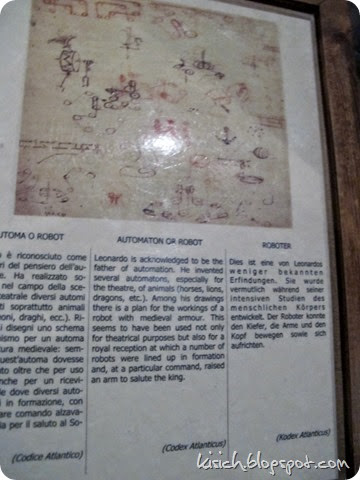 UTOMA O ROBOT
è riconosciuto come
ri del pensiero dell'au-
e. Ha realizzato so-
nel campo della sce-
eatrale diversi automi
ti soprattutto animali
oni, draghi, ecc.). Fra
i disegno uno schema
nismo per un automa
tura medievale: sem-
uest'automa dovesse
ato oltre che per uso
nche per un ricevi-
le dove diversi auto-
i in formazione, con
are comando alzava-
ia per il saluto al So-
(Codice Atlantico)
AUTOMATON OR ROBOT
Leonardo is acknowledged to be the
father of automation. He invented
several automatons, especially for
the theatre, of animals (horses, lions,
dragons, etc.). Among his drawings
there is a plan for the workings of a
robot with medieval armour. This
seems to have been used not only
for theatrical purposes but also for a
royal reception at which a number of
robots were lined up in formation
and, at a particular command, raised
an arm to salute the king.
(Codex Atlanticus)
ROBOTER
Dies ist eine von Leonardos
weniger bekannten
Erfindungen. Sie wurde
vermutlich während seiner
intensiven Studien des
menschlichen Körpers
entwickelt. Der Roboter konnte
den Kiefer, die Arme und den
Kopf bewegen sowie sich
aufrichten.
(Kodex Atlanticus)
kisich.blogspot.com